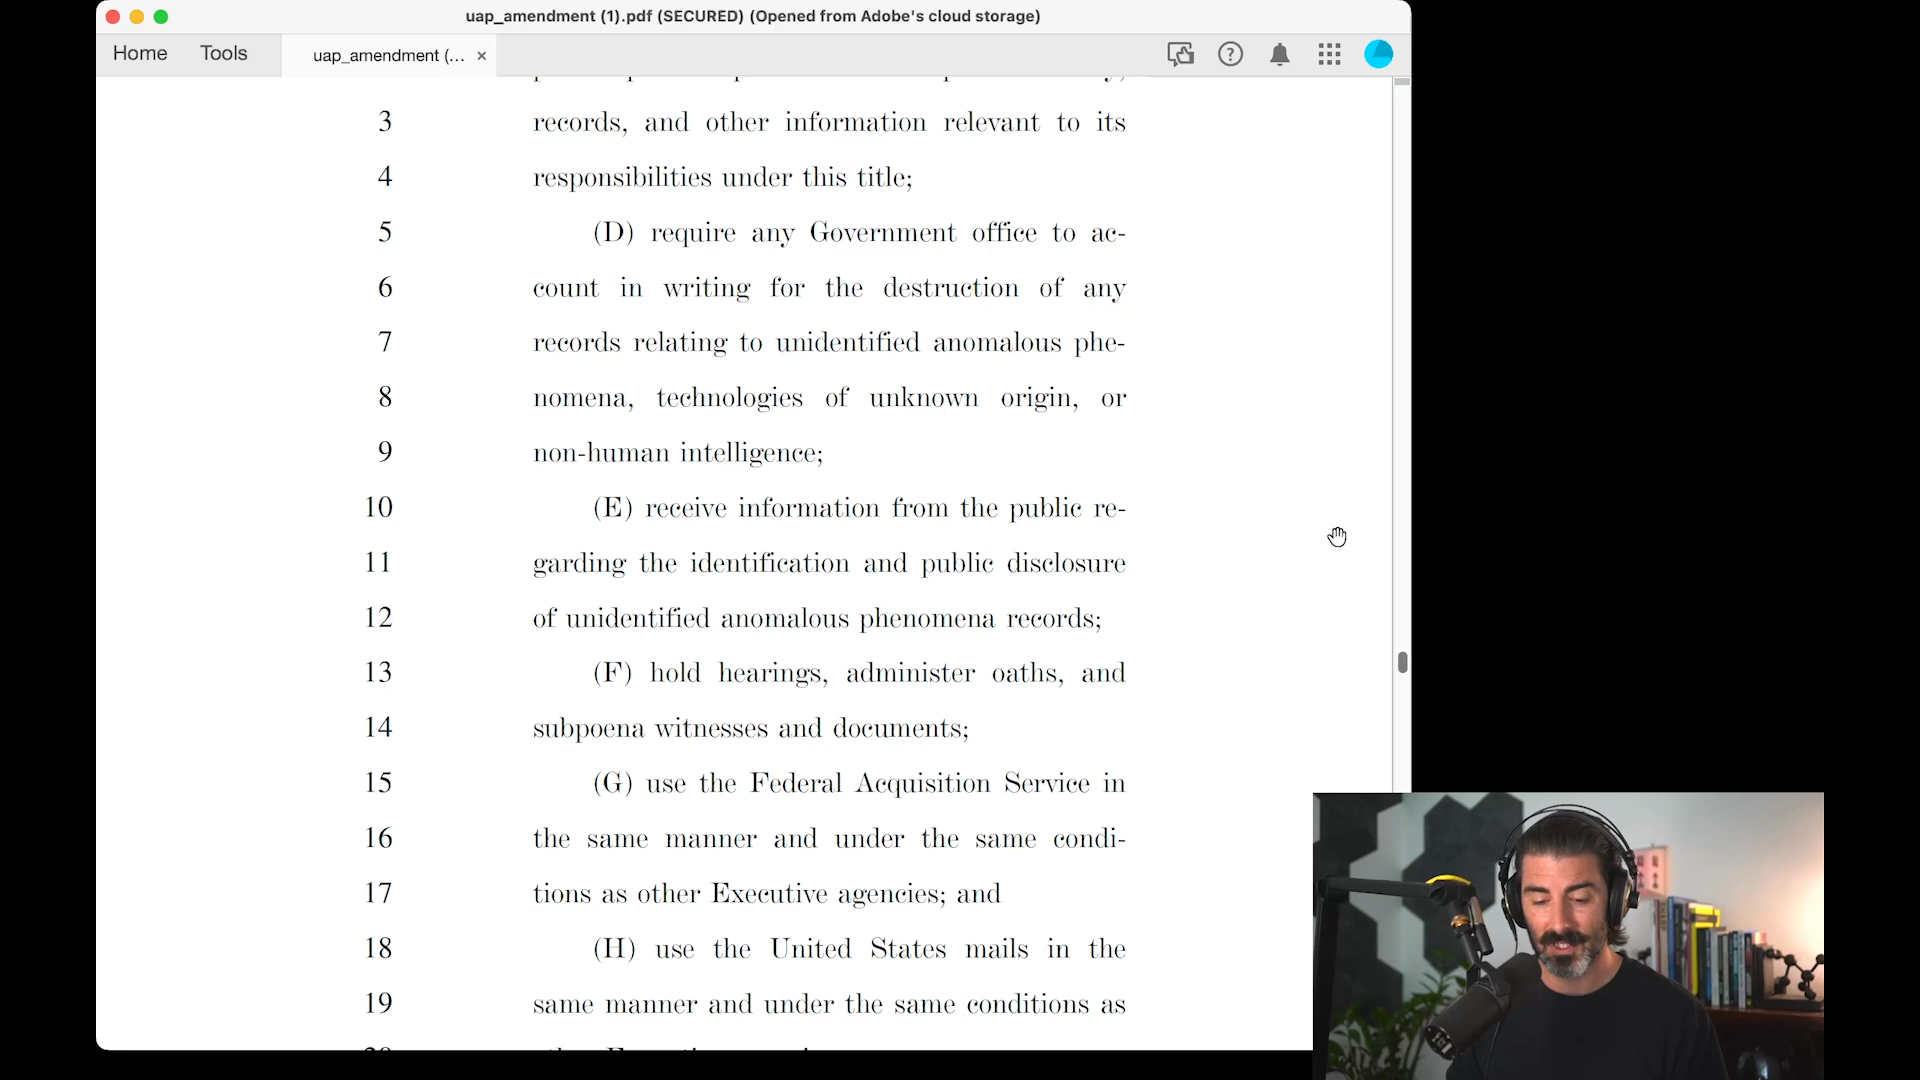 uap_amendment (1).pdf (SECURED) (Opened from Adobe's cloud storage)
Home Tools uap_amendment (... ×
3 records, and other information relevant to its
4 responsibilities under this title;
5 (D) require any Government office to ac-
6 count in writing for the destruction of any
7 records relating to unidentified anomalous phe-
8 nomena, technologies of unknown origin, or
9 non-human intelligence;
10 (E) receive information from the public re-
11 garding the identification and public disclosure
12 of unidentified anomalous phenomena records;
13 (F) hold hearings, administer oaths, and
14 subpoena witnesses and documents;
15 (G) use the Federal Acquisition Service in
16 the same manner and under the same condi-
17 tions as other Executive agencies; and
18 (H) use the United States mails in the
19 same manner and under the same conditions as